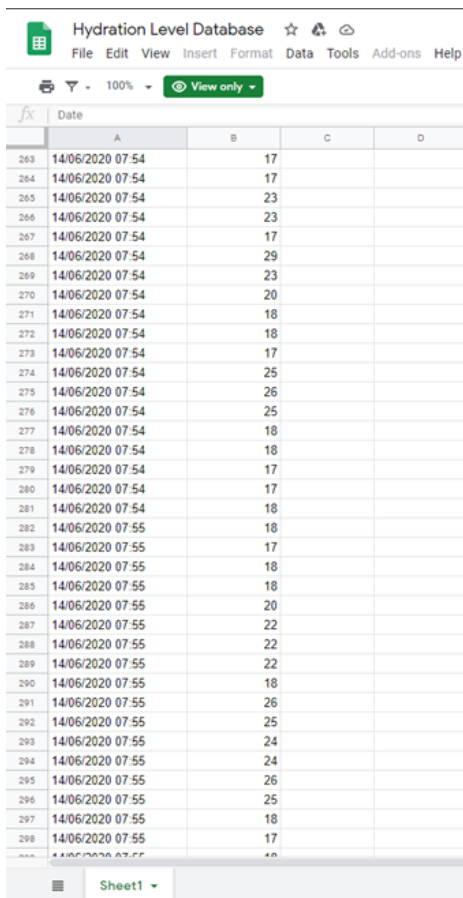 Hydration Level Database
File Edit View Insert Format Data Tools Add-ons Help
100% View only
fx Date
A B C D
263 14/06/2020 07:54 17
264 14/06/2020 07:54 17
265 14/06/2020 07:54 23
266 14/06/2020 07:54 23
267 14/06/2020 07:54 17
268 14/06/2020 07:54 29
269 14/06/2020 07:54 23
270 14/06/2020 07:54 20
271 14/06/2020 07:54 18
272 14/06/2020 07:54 18
273 14/06/2020 07:54 17
274 14/06/2020 07:54 25
275 14/06/2020 07:54 26
276 14/06/2020 07:54 25
277 14/06/2020 07:54 18
278 14/06/2020 07:54 18
279 14/06/2020 07:54 17
280 14/06/2020 07:54 17
281 14/06/2020 07:54 18
282 14/06/2020 07:55 18
283 14/06/2020 07:55 17
284 14/06/2020 07:55 18
285 14/06/2020 07:55 18
286 14/06/2020 07:55 20
287 14/06/2020 07:55 22
288 14/06/2020 07:55 22
289 14/06/2020 07:55 22
290 14/06/2020 07:55 18
291 14/06/2020 07:55 26
292 14/06/2020 07:55 25
293 14/06/2020 07:55 24
294 14/06/2020 07:55 24
295 14/06/2020 07:55 26
296 14/06/2020 07:55 25
297 14/06/2020 07:55 18
298 14/06/2020 07:55 17
Sheet1